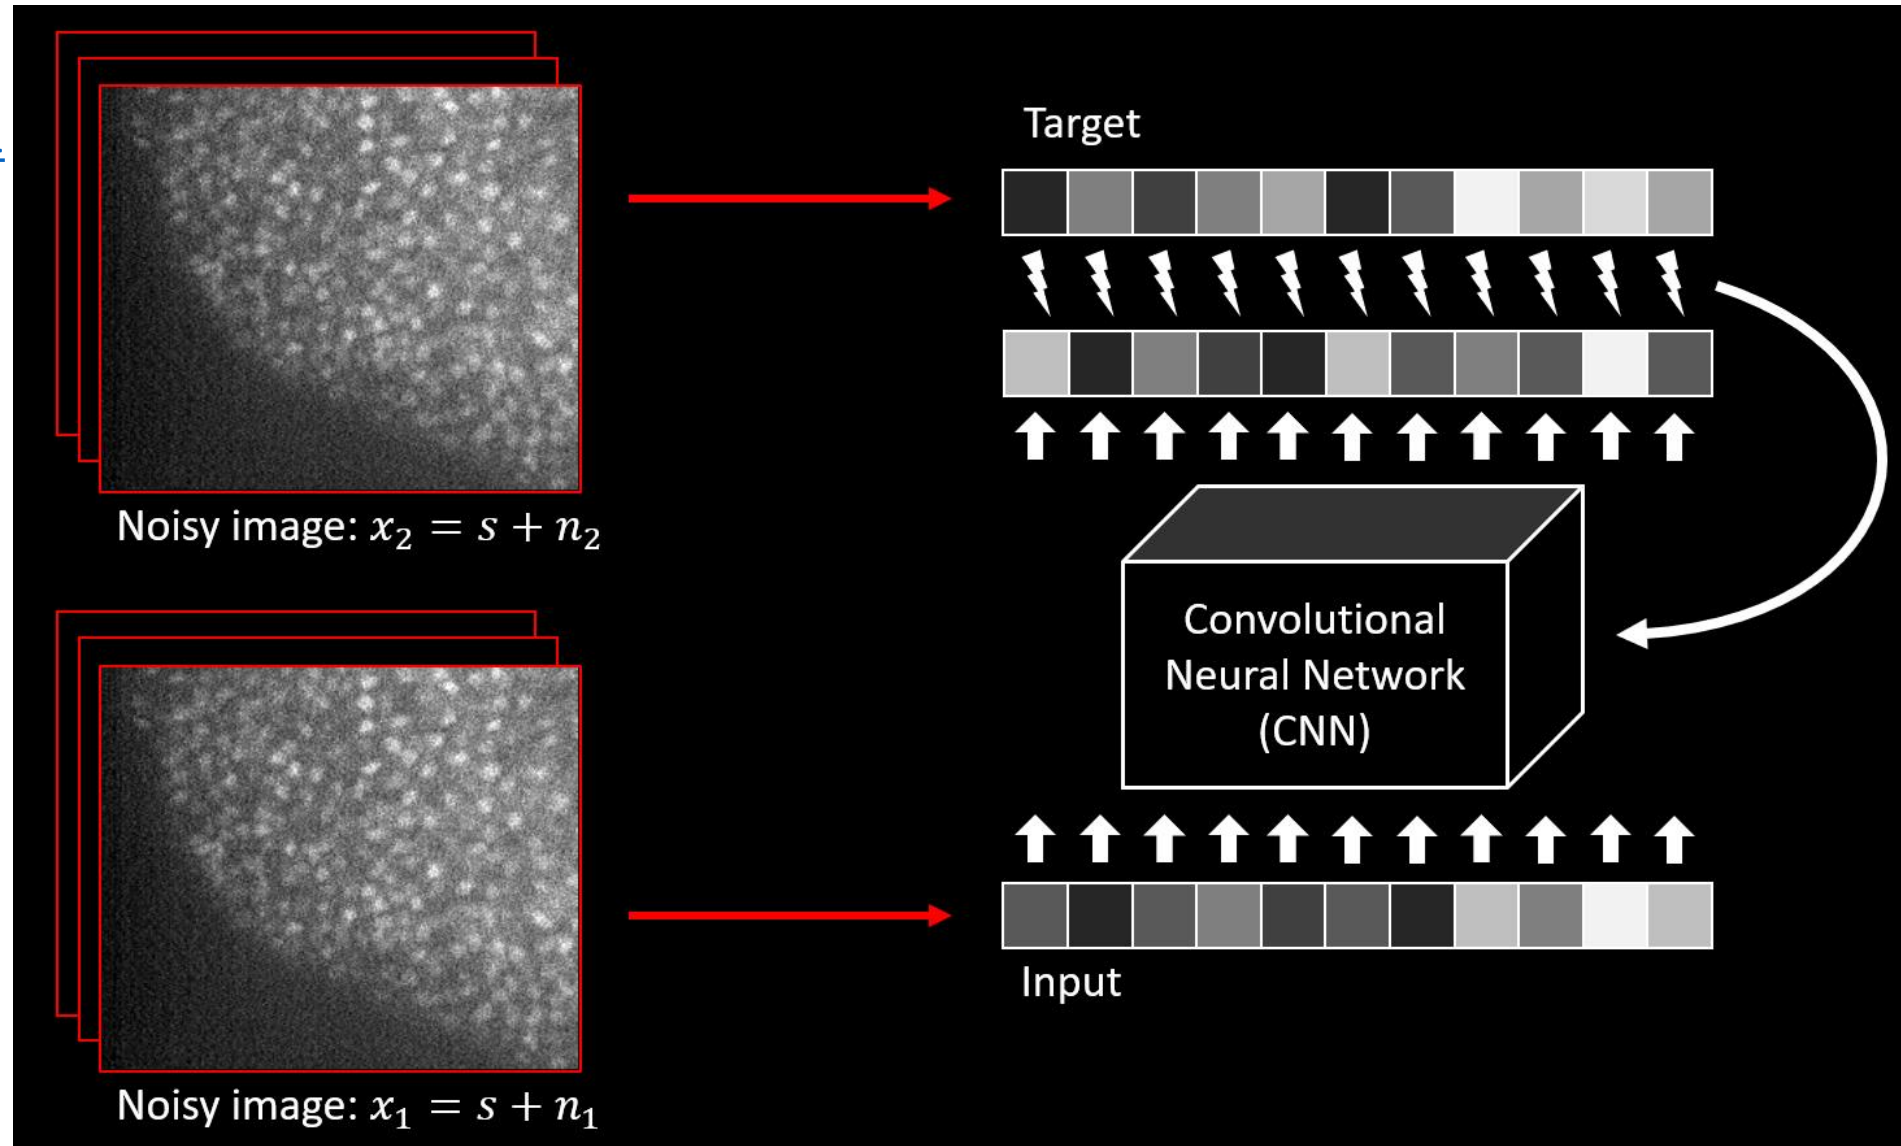 Target
Noisy image: x₂ = s + n₂
Convolutional
Neural Network
(CNN)
Input
Noisy image: x₁ = s + n₁